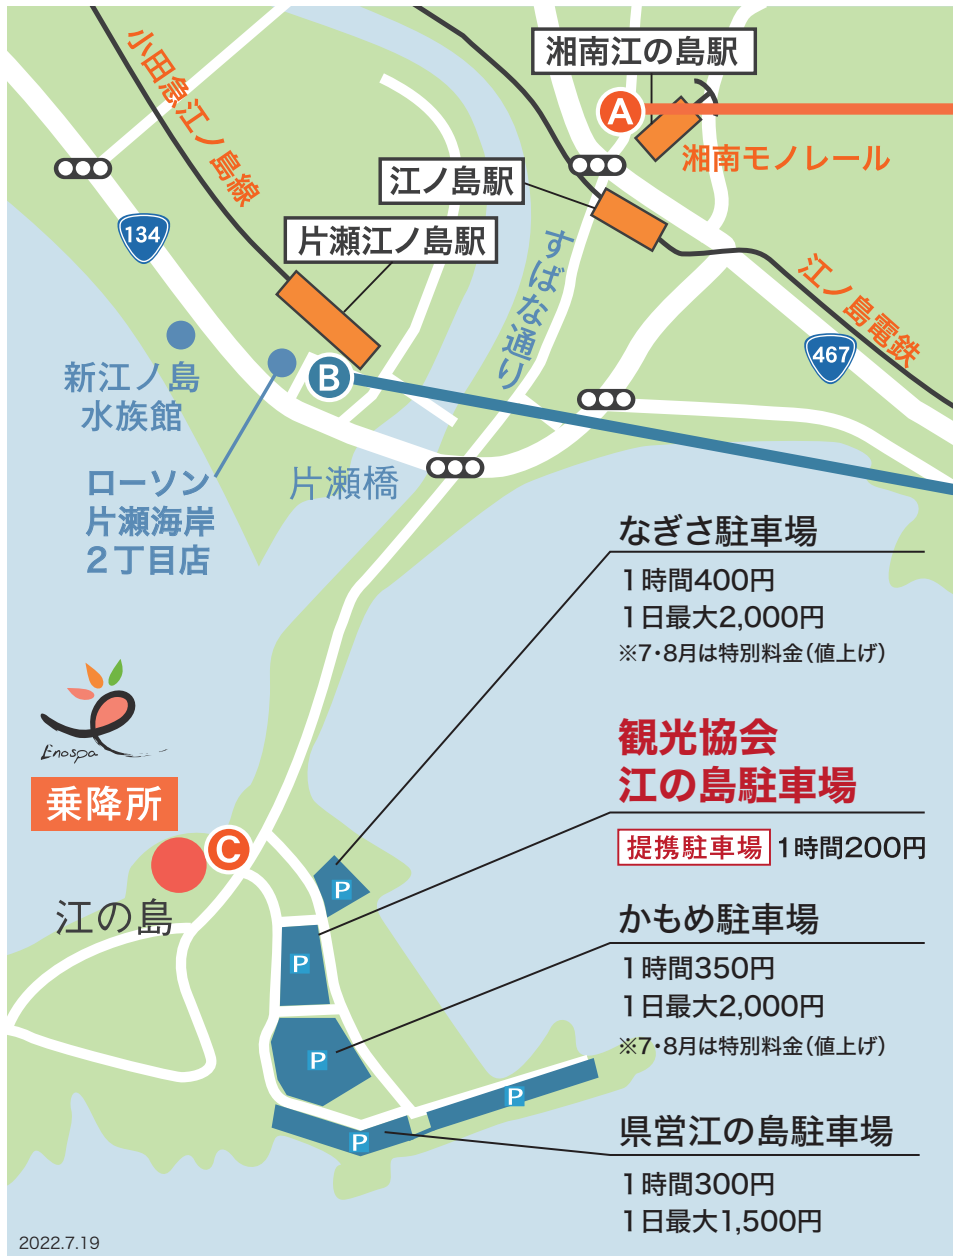 湘南江の島駅
小田急江ノ島線
A
湘南モノレール
江ノ島駅
134
片瀬江ノ島駅
すばな通り
江ノ島電鉄
467
新江ノ島
水族館
B
ローソン
片瀬海岸
２丁目店
片瀬橋
なぎさ駐車場
1時間400円
1日最大2,000円
※7・8月は特別料金（値上げ）
Enospa
乗降所
C
江の島
観光協会
江の島駐車場
提携駐車場 1時間200円
P
かもめ駐車場
1時間350円
1日最大2,000円
※7・8月は特別料金（値上げ）
P
P
P
P
県営江の島駐車場
1時間300円
1日最大1,500円
2022.7.19